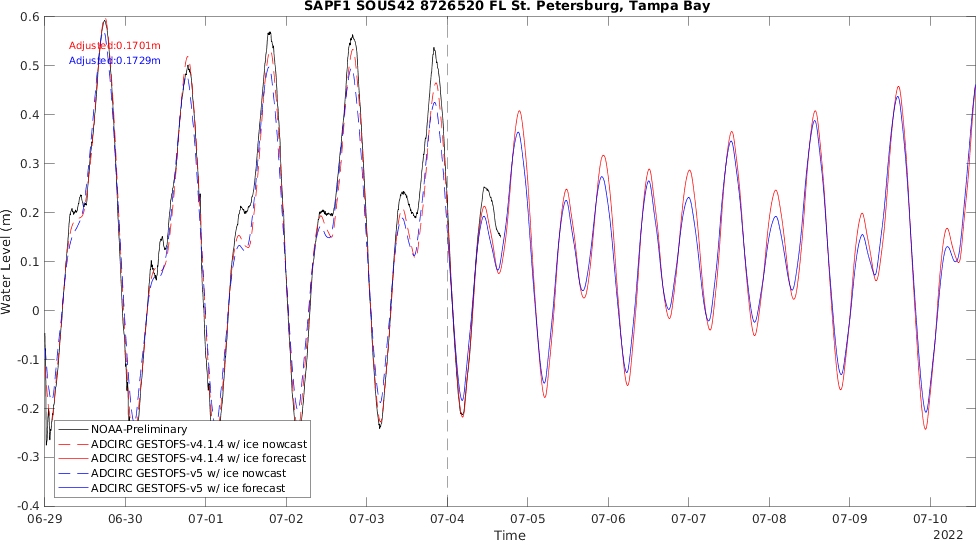 SAPF1 SOUS42 8726520 FL St. Petersburg, Tampa Bay
Adjusted:0.1701m
Adjusted:0.1729m
0.6
0.5
0.4
0.3
0.2
0.1
0
-0.1
-0.2
-0.3
-0.4
Water Level (m)
NOAA-Preliminary
ADCIRC GESTOFS-v4.1.4 w/ ice nowcast
ADCIRC GESTOFS-v4.1.4 w/ ice forecast
ADCIRC GESTOFS-v5 w/ ice nowcast
ADCIRC GESTOFS-v5 w/ ice forecast
06-29 06-30 07-01 07-02 07-03 07-04 07-05 07-06 07-07 07-08 07-09 07-10
Time
2022